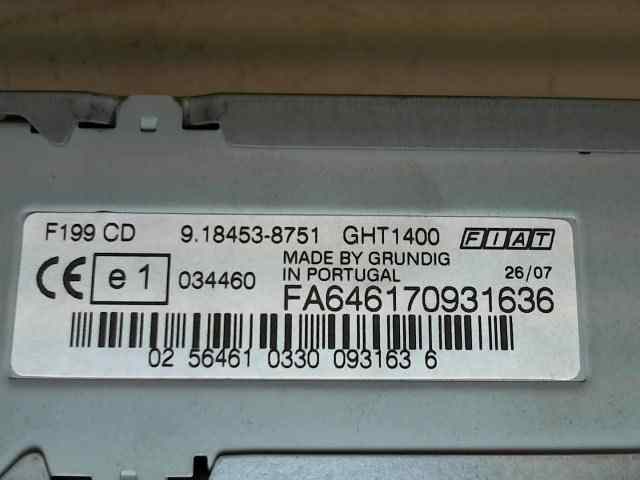 F199 CD 9.18453-8751 GHT1400 FIAT
MADE BY GRUNDIG
IN PORTUGAL 26/07
CE e1 034460 FA646170931636
02 56461 0330 093163 6